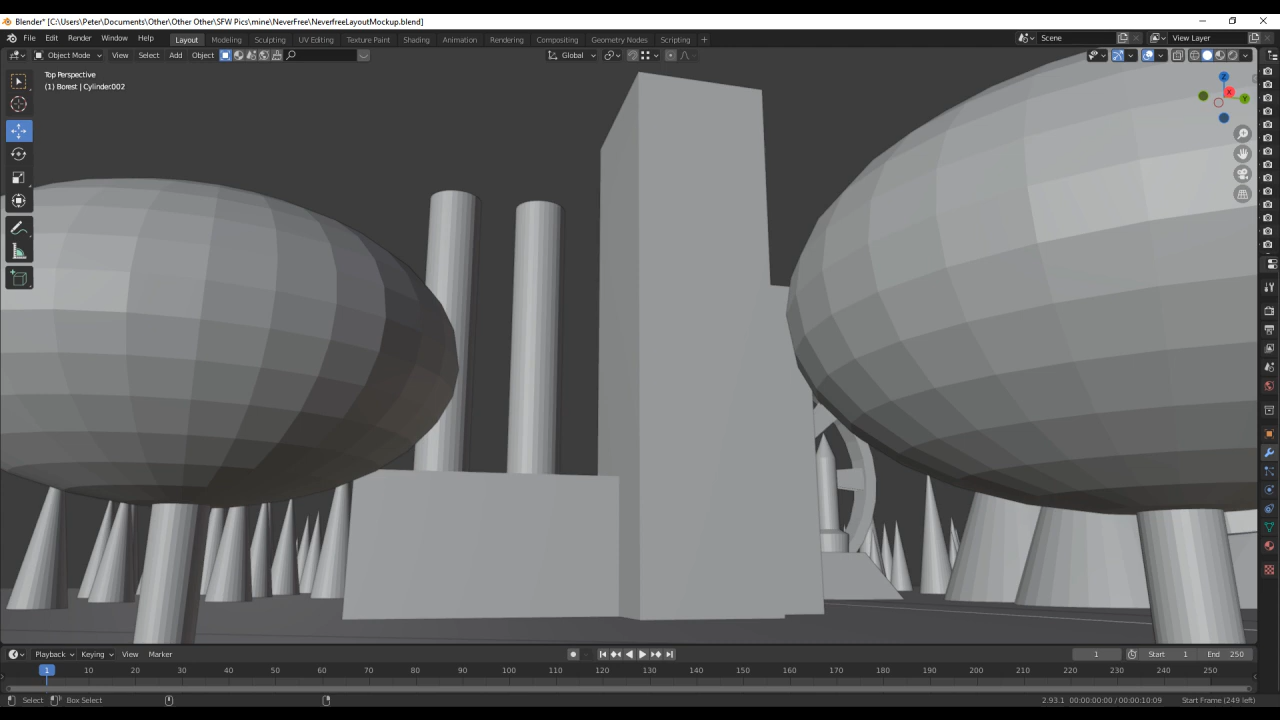 Blender* [C:\Users\Peter\Documents\Other\Other Other\SFW Pics\mine\NeverFree\NeverfreeLayoutMockup.blend]
File Edit Render Window Help Layout Modeling Sculpting UV Editing Texture Paint Shading Animation Rendering Compositing Geometry Nodes Scripting + Scene View Layer
Object Mode View Select Add Object Global
Top Perspective
(1) Borest | Cylinder.002
Z
X
Y
Playback Keying View Marker 1 Start 1 End 250
1 10 20 30 40 50 60 70 80 90 100 110 120 130 140 150 160 170 180 190 200 210 220 230 240 250
Select Box Select 2.93.1 00:00:00:00 / 00:00:10:09 Start Frame (249 left)